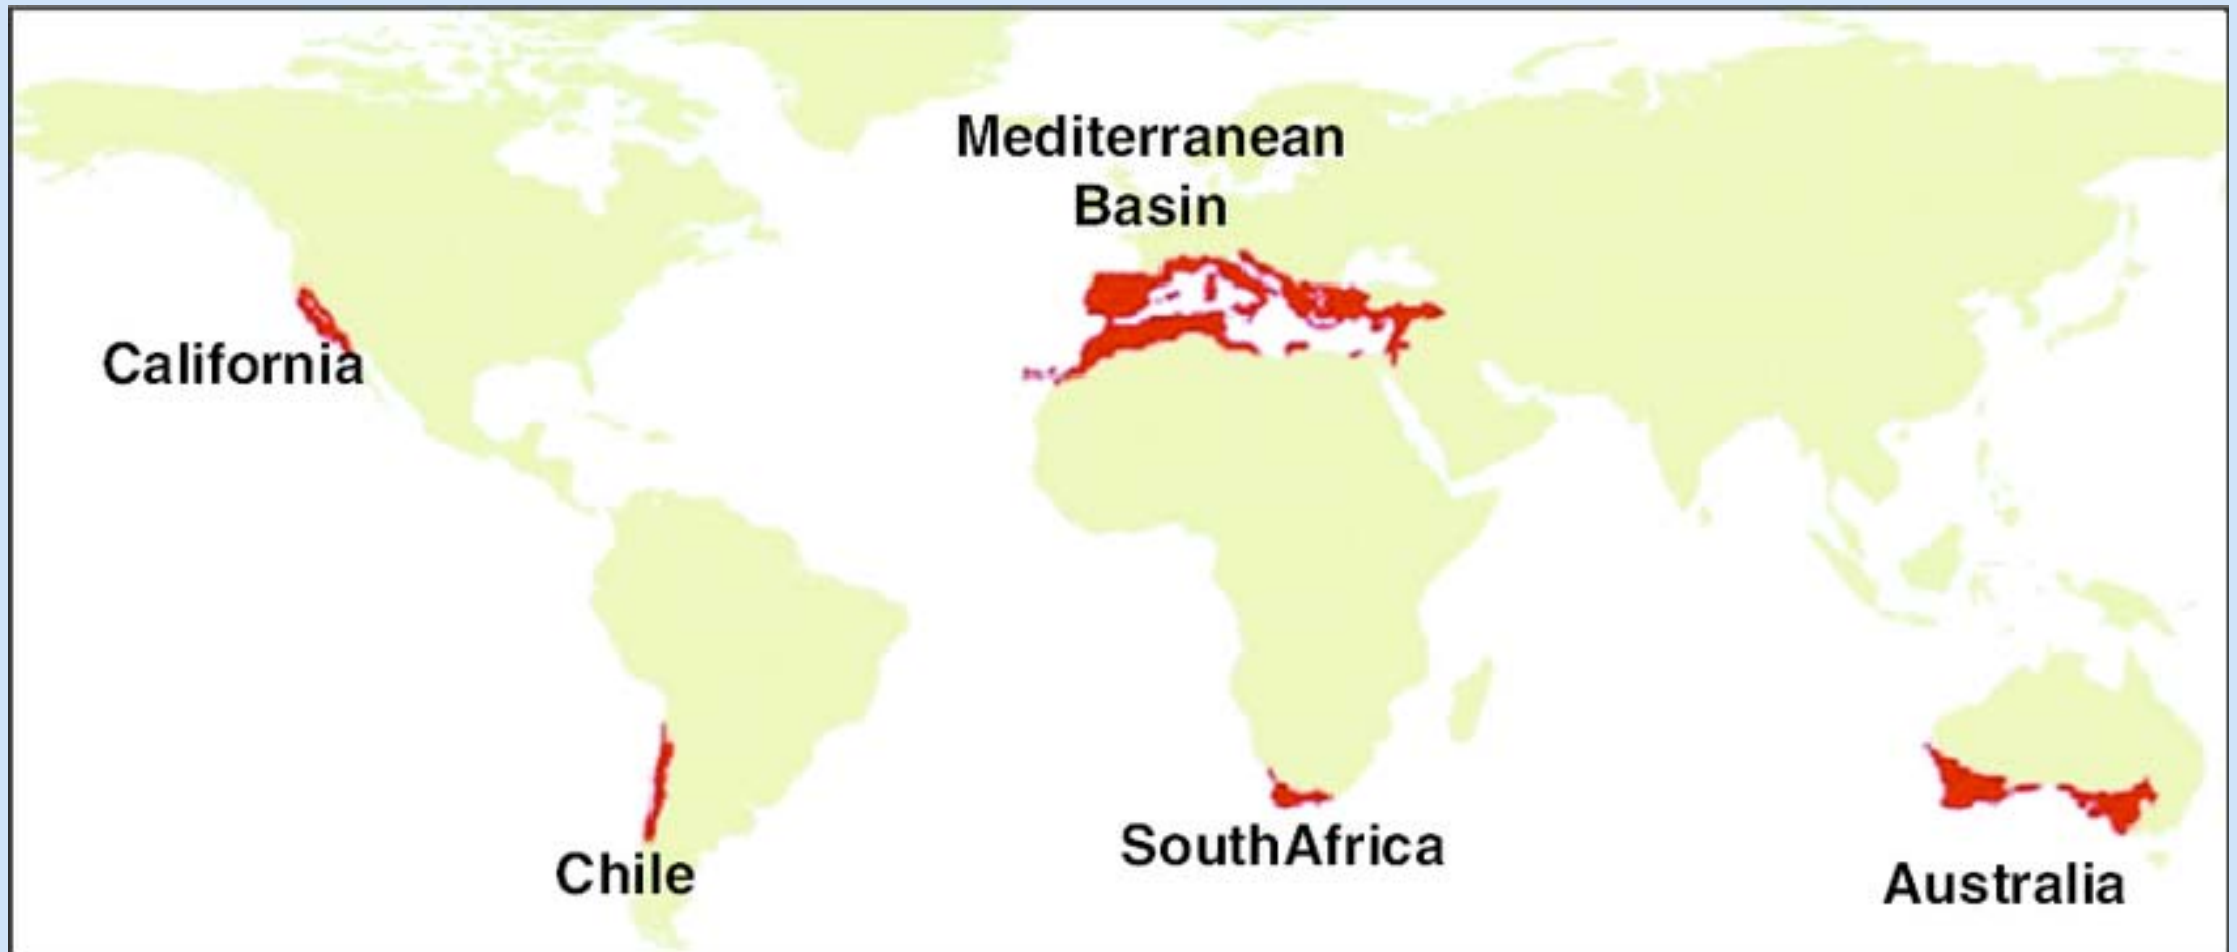 Mediterranean
Basin
California
SouthAfrica
Chile
Australia